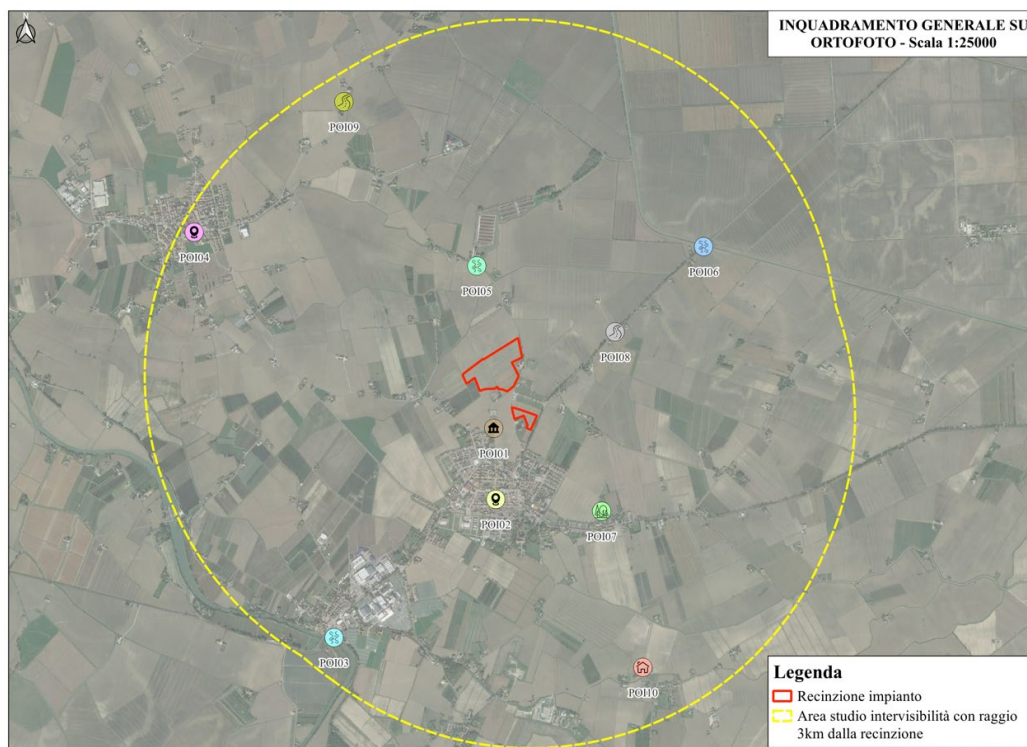 INQUADRAMENTO GENERALE SU
ORTOFOTO - Scala 1:25000
POI09
POI04
POI06
POI05
POI08
POI01
POI02
POI07
POI03
POI10
Legenda
Recinzione impianto
Area studio intervisibilità con raggio
3km dalla recinzione